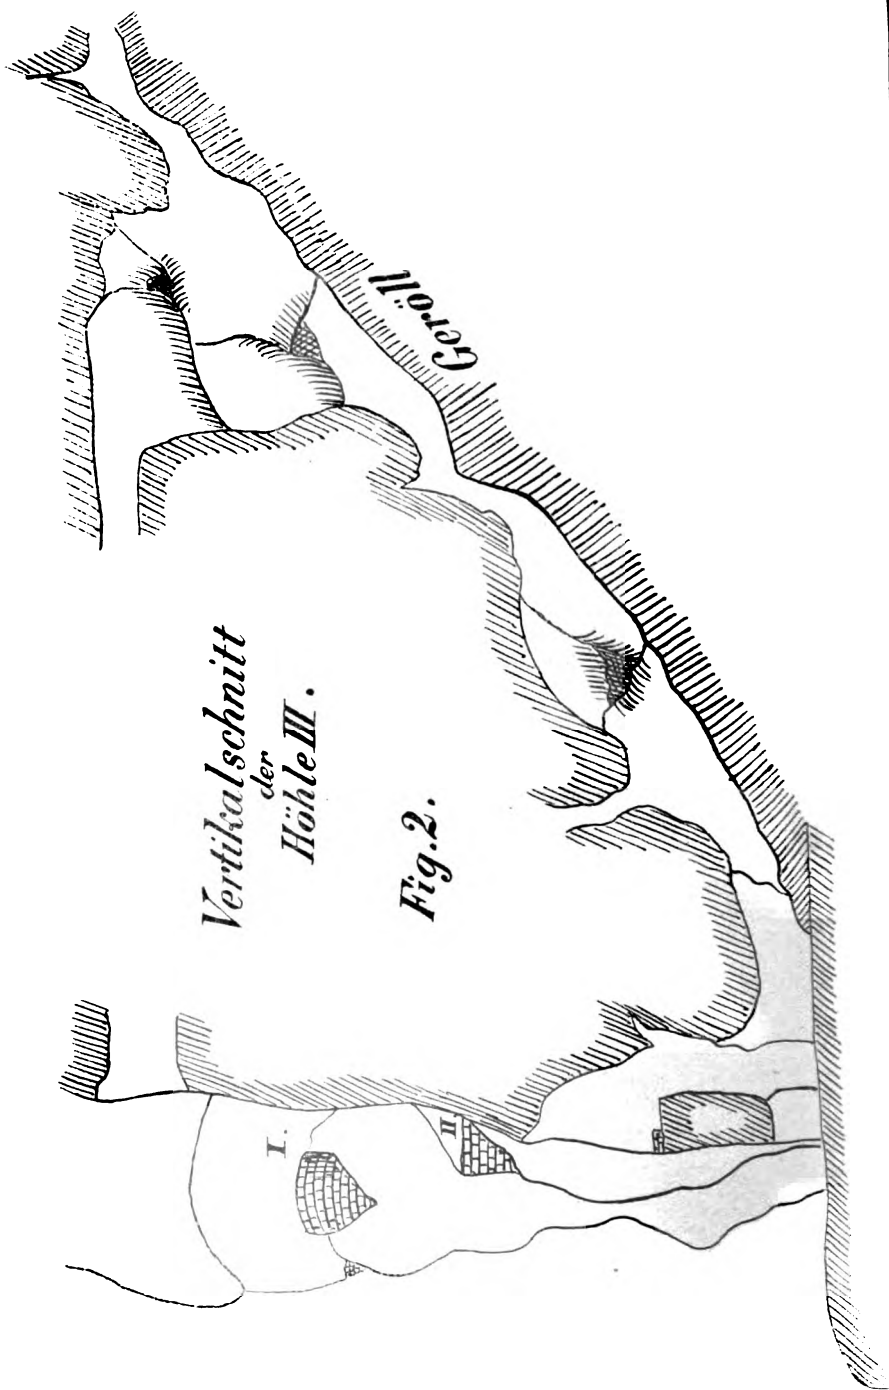 Geröll
Vertikalschnitt
der
Höhle III.
Fig. 2.
I.
II